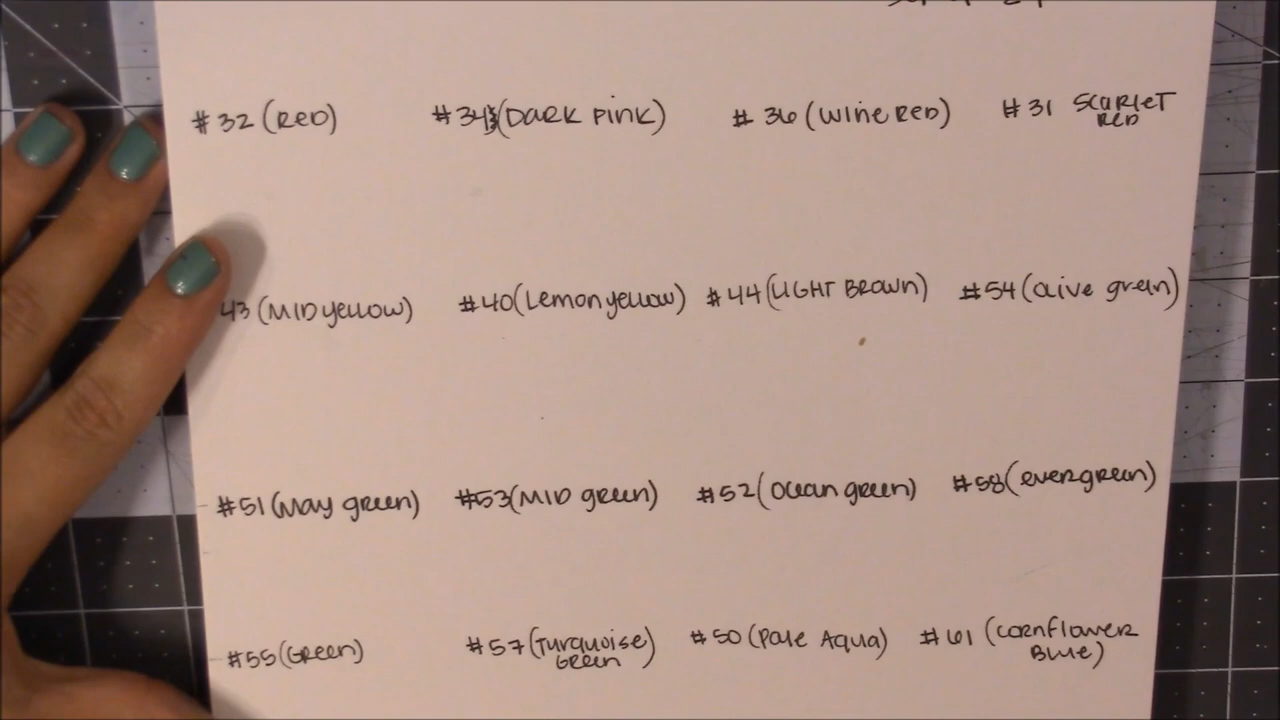 #32 (RED) #34 (DARK PINK) #36 (WINE RED) #31 SCARLET
RED
43 (MID yellow) #40 (Lemon yellow) #44 (LIGHT BROWN) #54 (olive green)
#51 (May green) #53 (MID green) #52 (Ocean green) #58 (evergreen)
#55 (Green) #57 (Turquoise) #50 (Pale Aqua) #61 (cornflower
Green Blue)